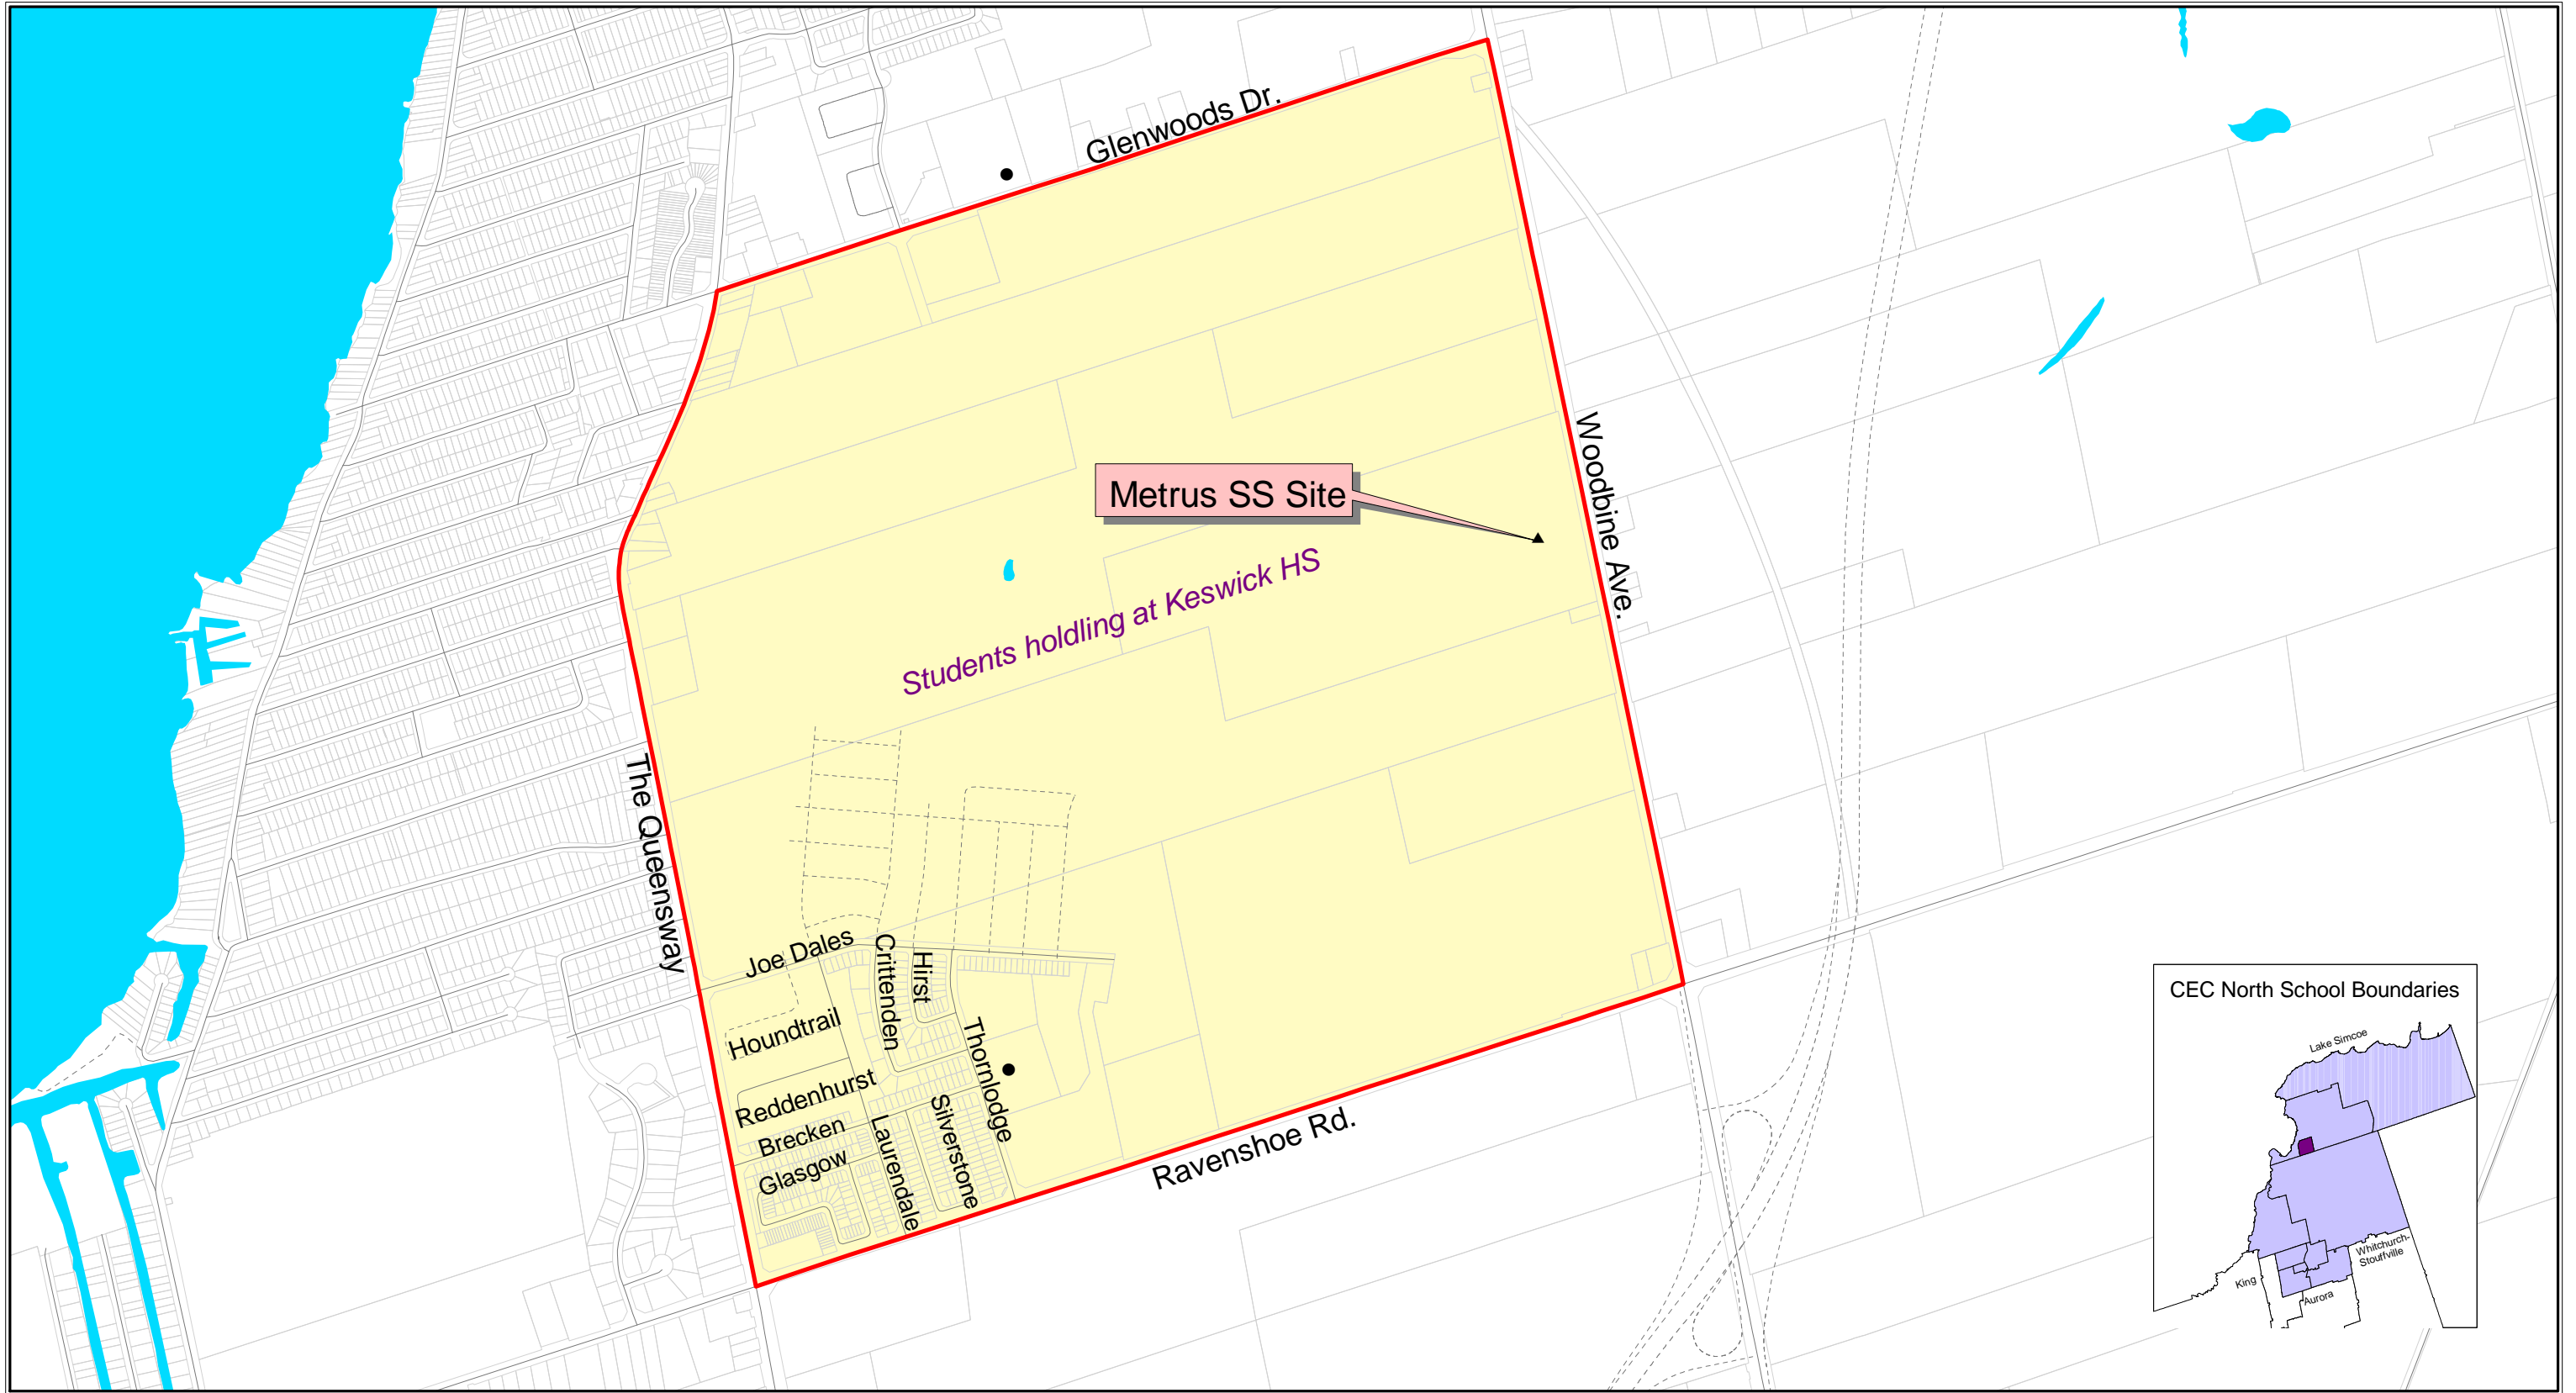 Glenwoods Dr.
Metrus SS Site
Woodbine Ave.
Students holdling at Keswick HS
The Queensway
Joe Dales
Crittenden
Hirst
Houndtrail
Thornlodge
Reddenhurst
Brecken
Silverstone
Laurendale
Glasgow
Ravenshoe Rd.
CEC North School Boundaries
Lake Simcoe
Whitchurch-
Stouffville
King
Aurora